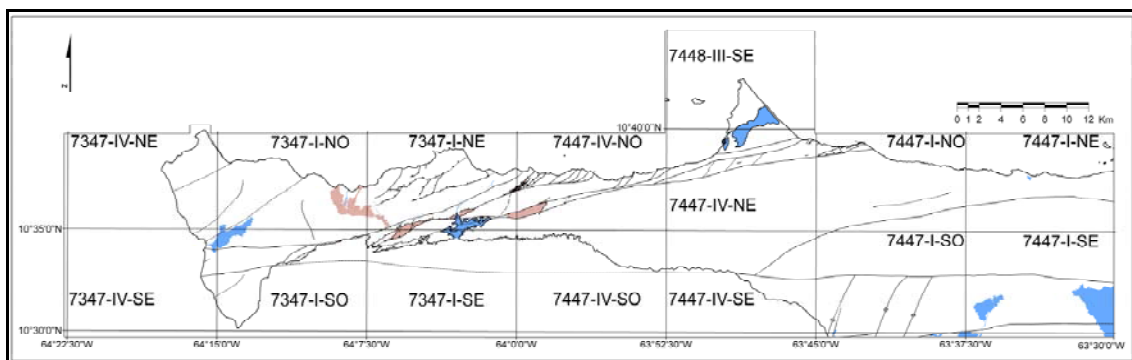 7448-III-SE
N
0 1 2 4 6 8 10 12 Km
10°40'0"N
7347-IV-NE 7347-I-NO 7347-I-NE 7447-IV-NO 7447-I-NO 7447-I-NE
7447-IV-NE
10°35'0"N
7447-I-SO 7447-I-SE
7347-IV-SE 7347-I-SO 7347-I-SE 7447-IV-SO 7447-IV-SE
10°30'0"N
64°22'30"W 64°15'0"W 64°7'30"W 64°0'0"W 63°52'30"W 63°45'0"W 63°37'30"W 63°30'0"W